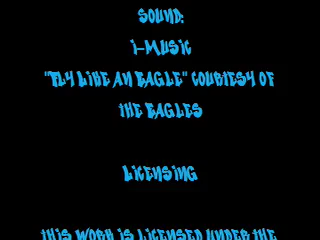 Sound:
i-Music
"Fly Like An Eagle" courtesy of
the Eagles
Licensing
this work is licensed under the